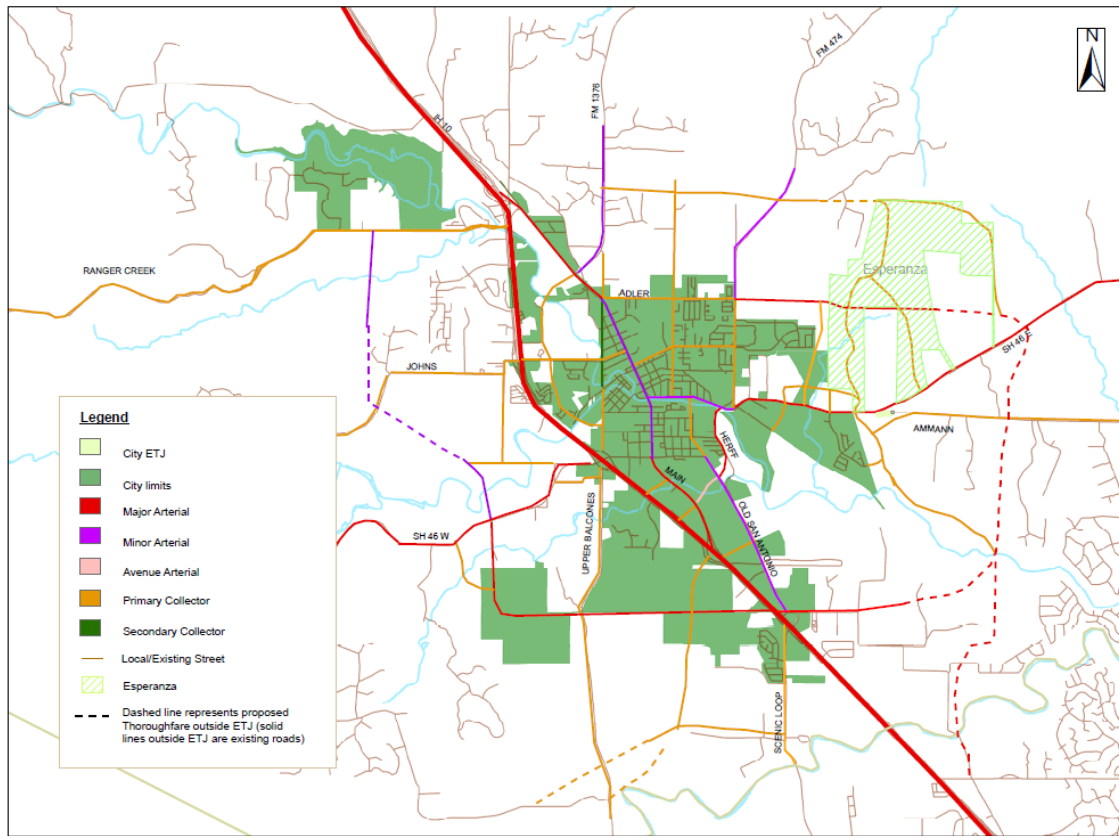 N
FM 474
FM 1376
IH 10
RANGER CREEK
ADLER
Esperanza
SH 46 E
JOHNS
AMMANN
HERFF
MAIN
OLD SAN ANTONIO
UPPER BALCONES
SH 46 W
SCENIC LOOP
Legend
City ETJ
City limits
Major Arterial
Minor Arterial
Avenue Arterial
Primary Collector
Secondary Collector
Local/Existing Street
Esperanza
Dashed line represents proposed
Thoroughfare outside ETJ (solid
lines outside ETJ are existing roads)